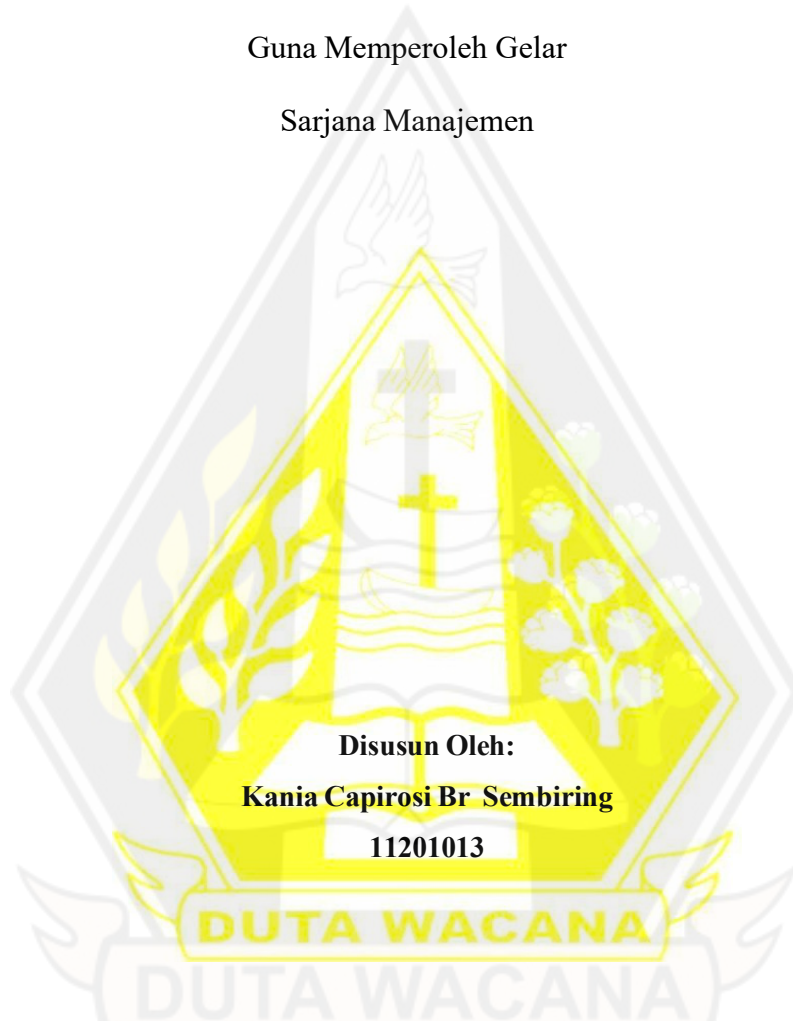 Guna Memperoleh Gelar
Sarjana Manajemen
Disusun Oleh:
Kania Capirosi Br Sembiring
11201013
DUTA WACANA
DUTA WACANA